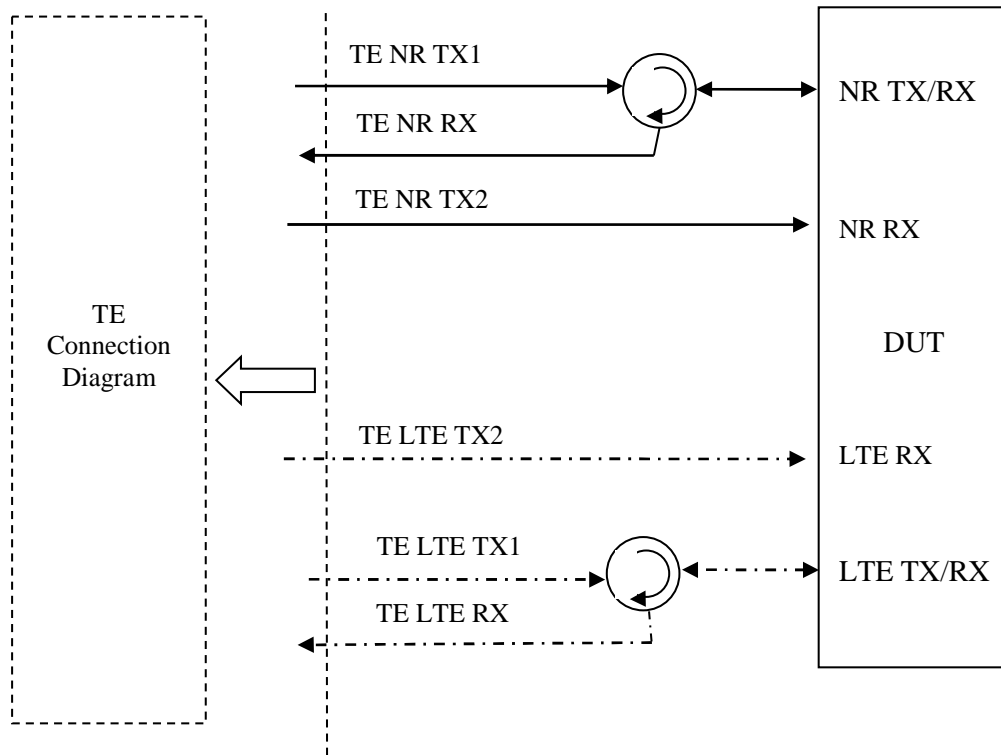 TE NR TX1
NR TX/RX
TE NR RX
TE NR TX2
NR RX
TE
Connection
Diagram
DUT
TE LTE TX2
LTE RX
TE LTE TX1
LTE TX/RX
TE LTE RX